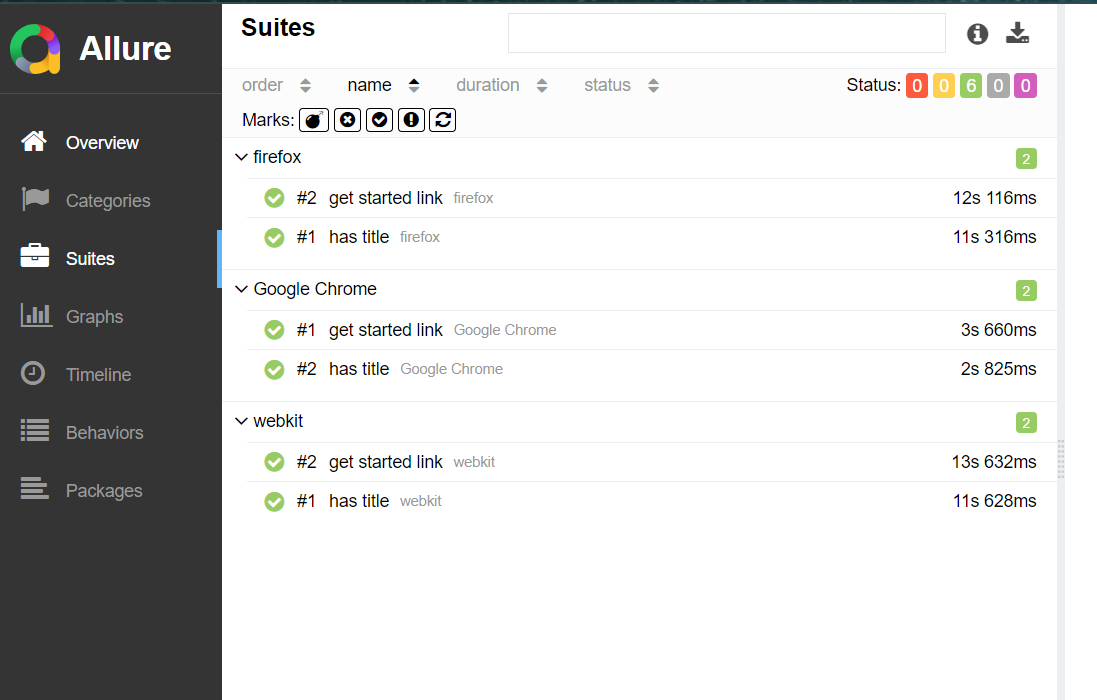 Allure
Overview
Categories
Suites
Graphs
Timeline
Behaviors
Packages
Suites
order name duration status Status: 0 0 6 0 0
Marks:
firefox 2
#2 get started link firefox 12s 116ms
#1 has title firefox 11s 316ms
Google Chrome 2
#1 get started link Google Chrome 3s 660ms
#2 has title Google Chrome 2s 825ms
webkit 2
#2 get started link webkit 13s 632ms
#1 has title webkit 11s 628ms